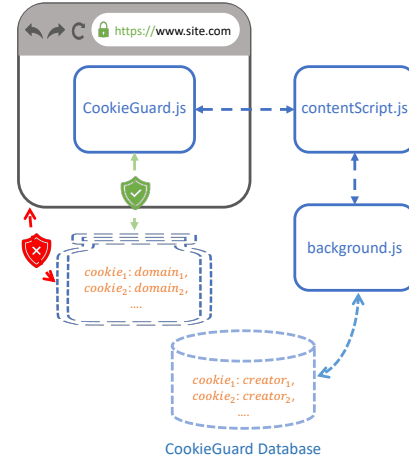 https://www.site.com
CookieGuard.js
contentScript.js
background.js
cookie₁: domain₁,
cookie₂: domain₂,
....
cookie₁: creator₁,
cookie₂: creator₂,
....
CookieGuard Database